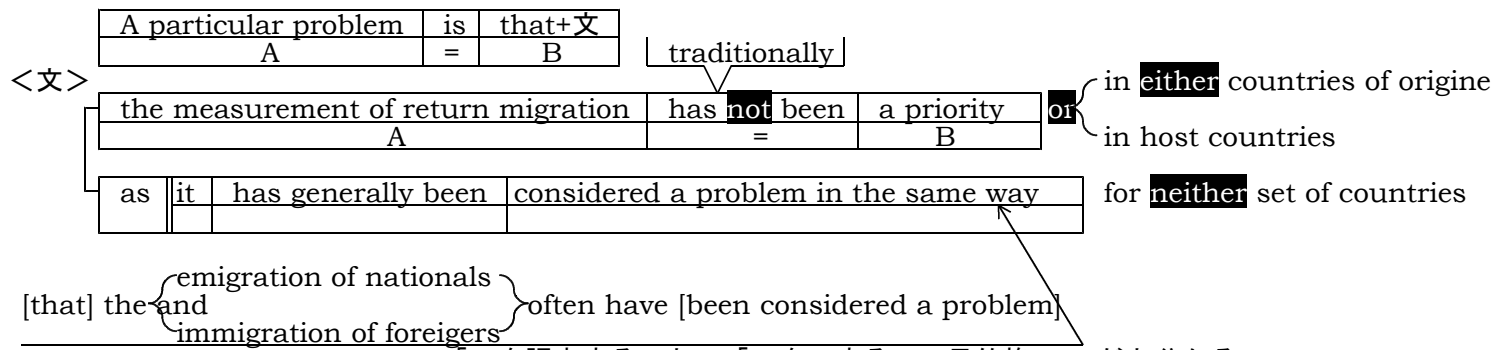 A particular problem is that+文
A = B
traditionally
<文>
the measurement of return migration has not been a priority or
in either countries of origine
in host countries
A = B
as it has generally been considered a problem in the same way for neither set of countries
emigration of nationals
[that] the and often have [been considered a problem]
immigration of foreigers